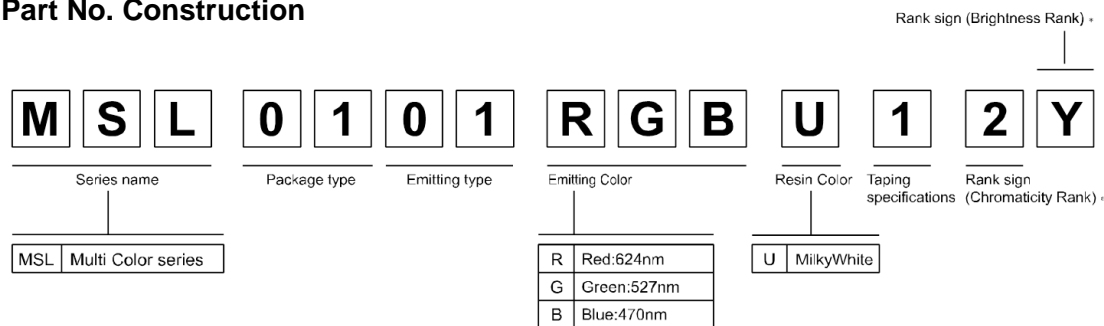 Part No. Construction
Rank sign (Brightness Rank) *
M S L 0 1 0 1 R G B U 1 2 Y
Series name Package type Emitting type Emitting Color Resin Color Taping specifications Rank sign (Chromaticity Rank) *
MSL Multi Color series
R Red:624nm
G Green:527nm
B Blue:470nm
U MilkyWhite